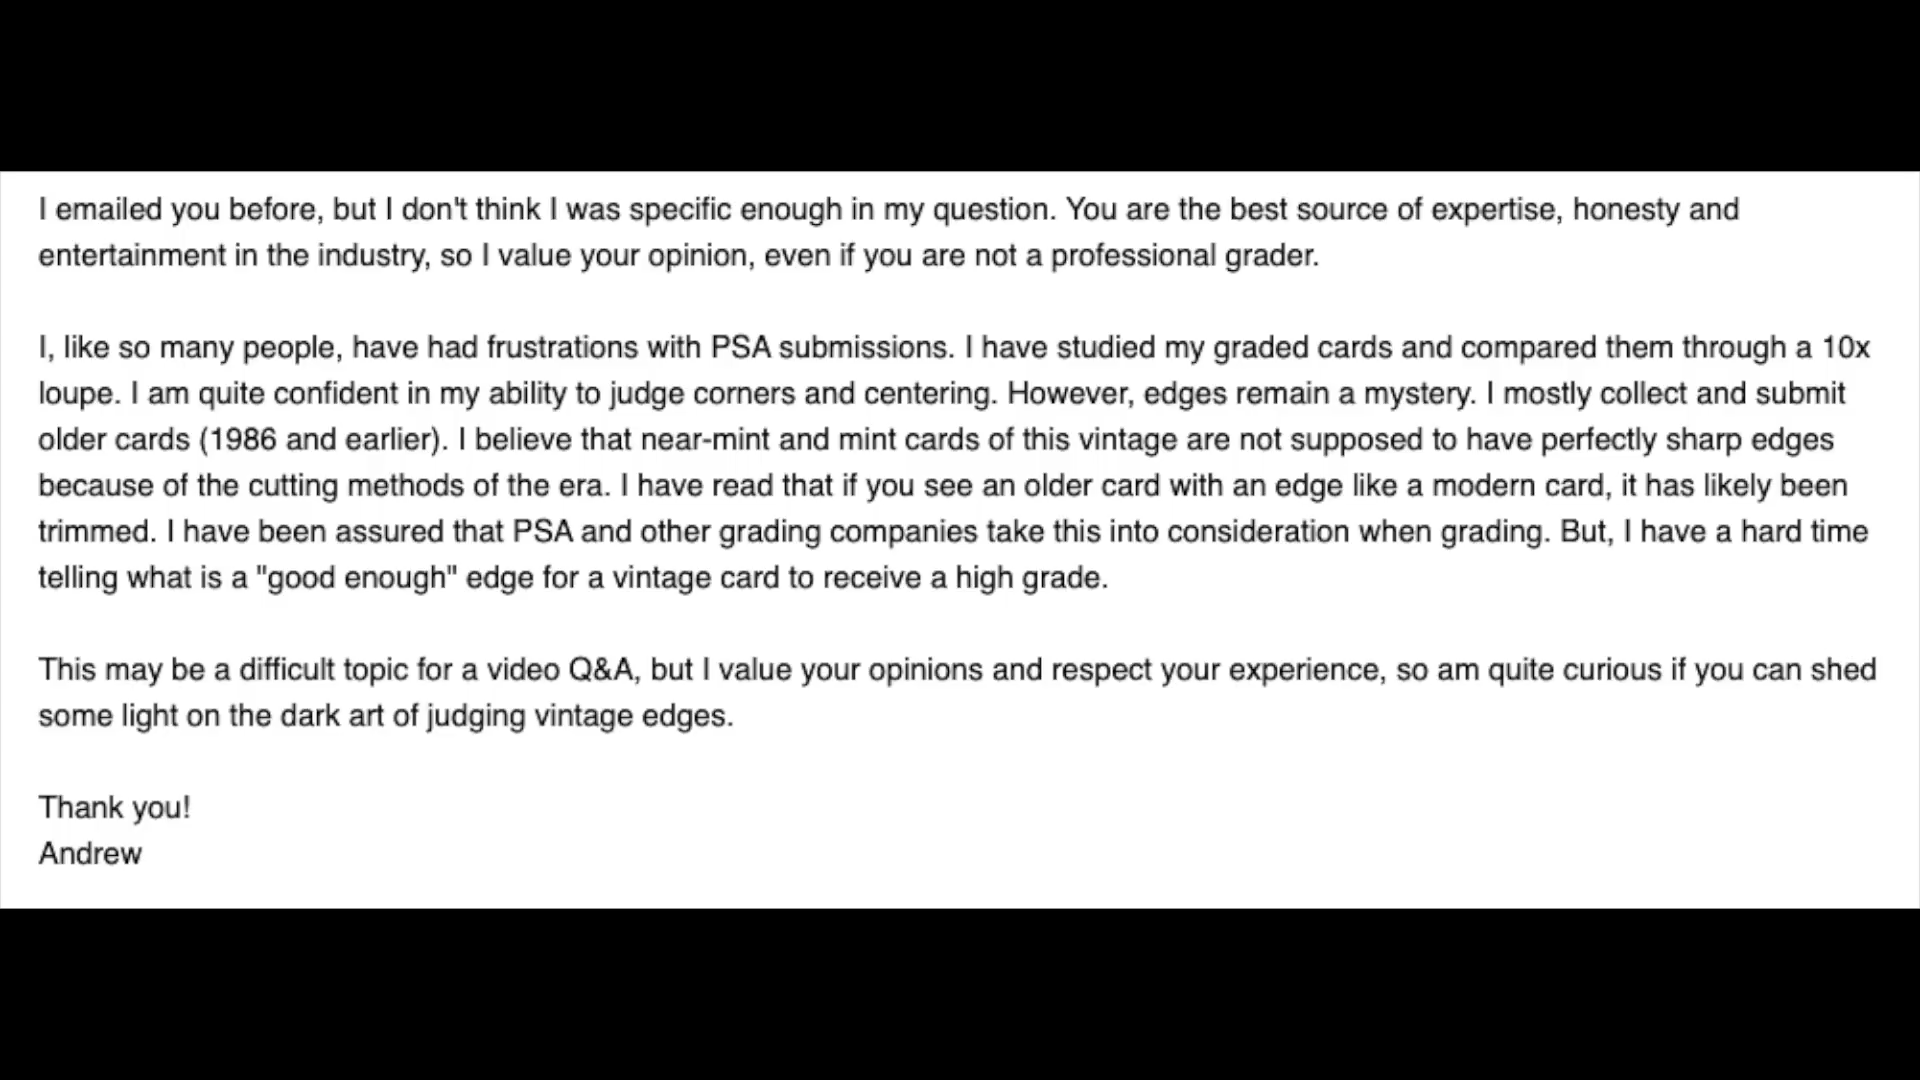 I emailed you before, but I don't think I was specific enough in my question. You are the best source of expertise, honesty and
entertainment in the industry, so I value your opinion, even if you are not a professional grader.
I, like so many people, have had frustrations with PSA submissions. I have studied my graded cards and compared them through a 10x
loupe. I am quite confident in my ability to judge corners and centering. However, edges remain a mystery. I mostly collect and submit
older cards (1986 and earlier). I believe that near-mint and mint cards of this vintage are not supposed to have perfectly sharp edges
because of the cutting methods of the era. I have read that if you see an older card with an edge like a modern card, it has likely been
trimmed. I have been assured that PSA and other grading companies take this into consideration when grading. But, I have a hard time
telling what is a "good enough" edge for a vintage card to receive a high grade.
This may be a difficult topic for a video Q&A, but I value your opinions and respect your experience, so am quite curious if you can shed
some light on the dark art of judging vintage edges.
Thank you!
Andrew